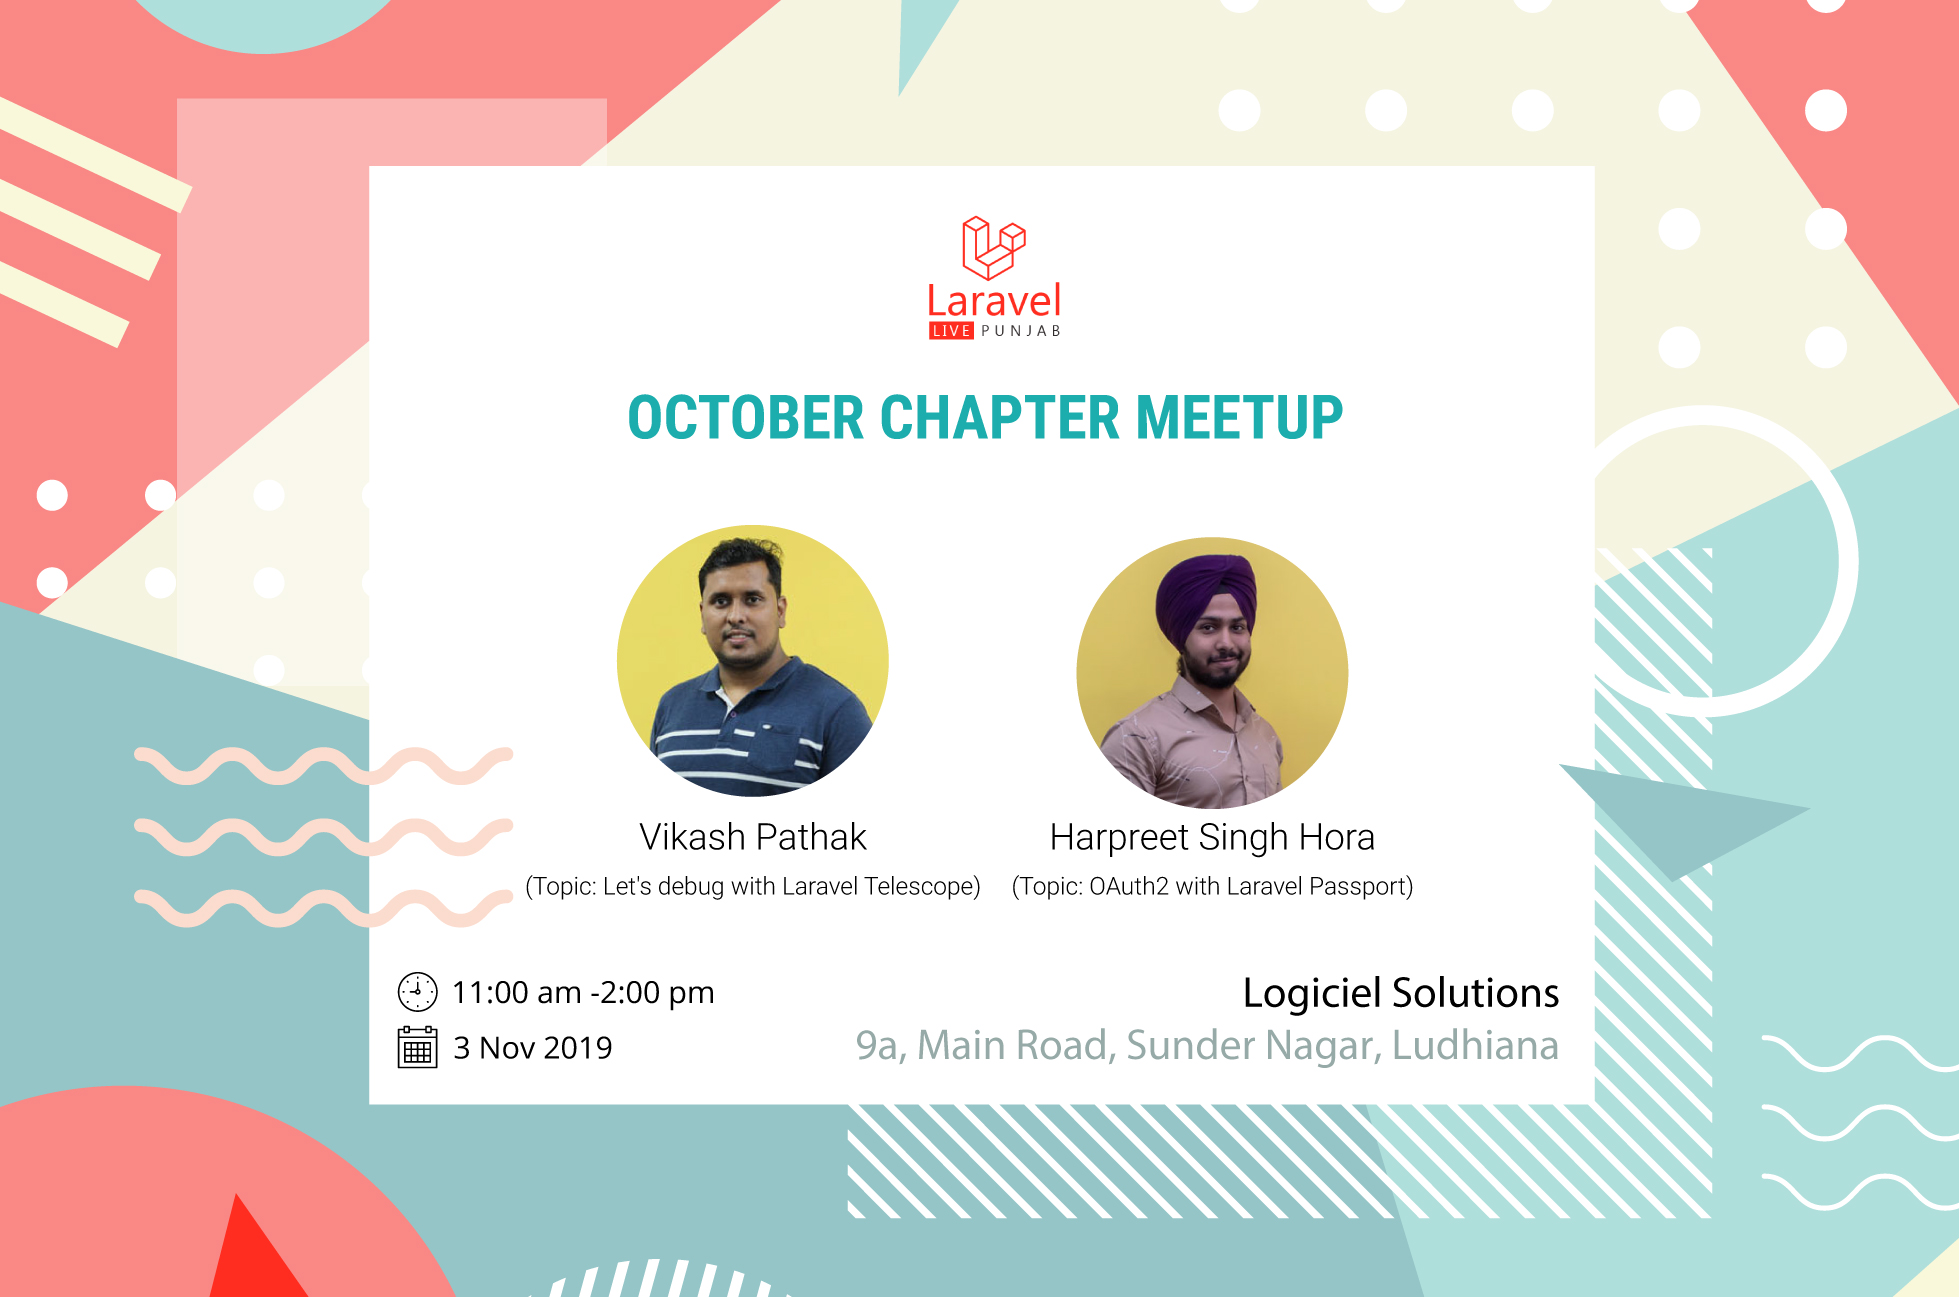 Laravel
LIVE PUNJAB
OCTOBER CHAPTER MEETUP
Vikash Pathak
(Topic: Let's debug with Laravel Telescope)
Harpreet Singh Hora
(Topic: OAuth2 with Laravel Passport)
11:00 am -2:00 pm
3 Nov 2019
Logiciel Solutions
9a, Main Road, Sunder Nagar, Ludhiana